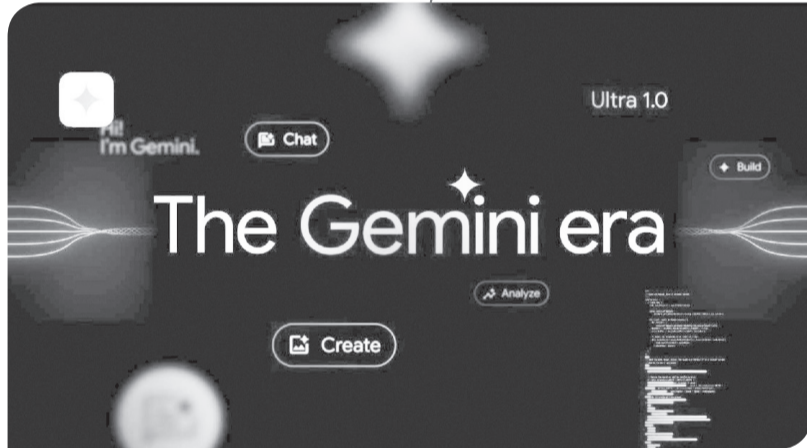 Ultra 1.0
Hi!
I'm Gemini.
Chat
Build
The Gemini era
Analyze
Create